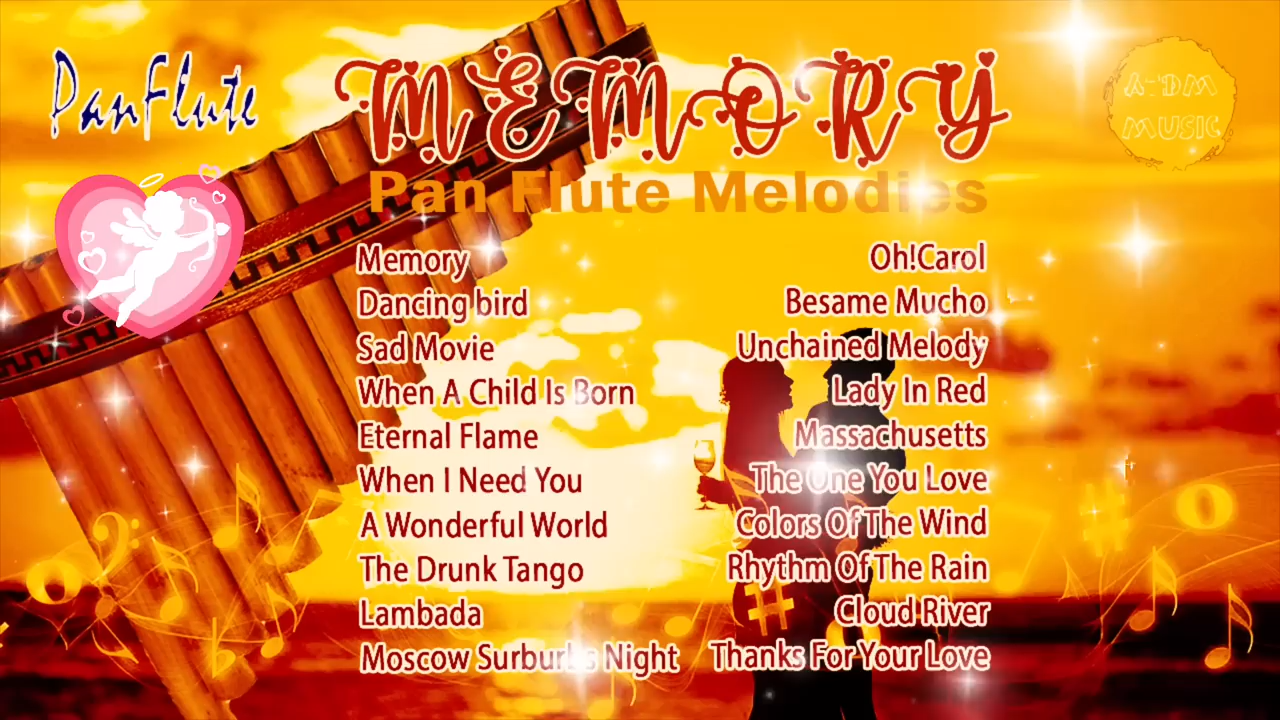 PanFlute
MEMORY
A-DM
MUSIC
Pan Flute Melodies
Memory
Dancing bird
Sad Movie
When A Child Is Born
Eternal Flame
When I Need You
A Wonderful World
The Drunk Tango
Lambada
Moscow Surburbs Night
Oh!Carol
Besame Mucho
Unchained Melody
Lady In Red
Massachusetts
The One You Love
Colors Of The Wind
Rhythm Of The Rain
Cloud River
Thanks For Your Love